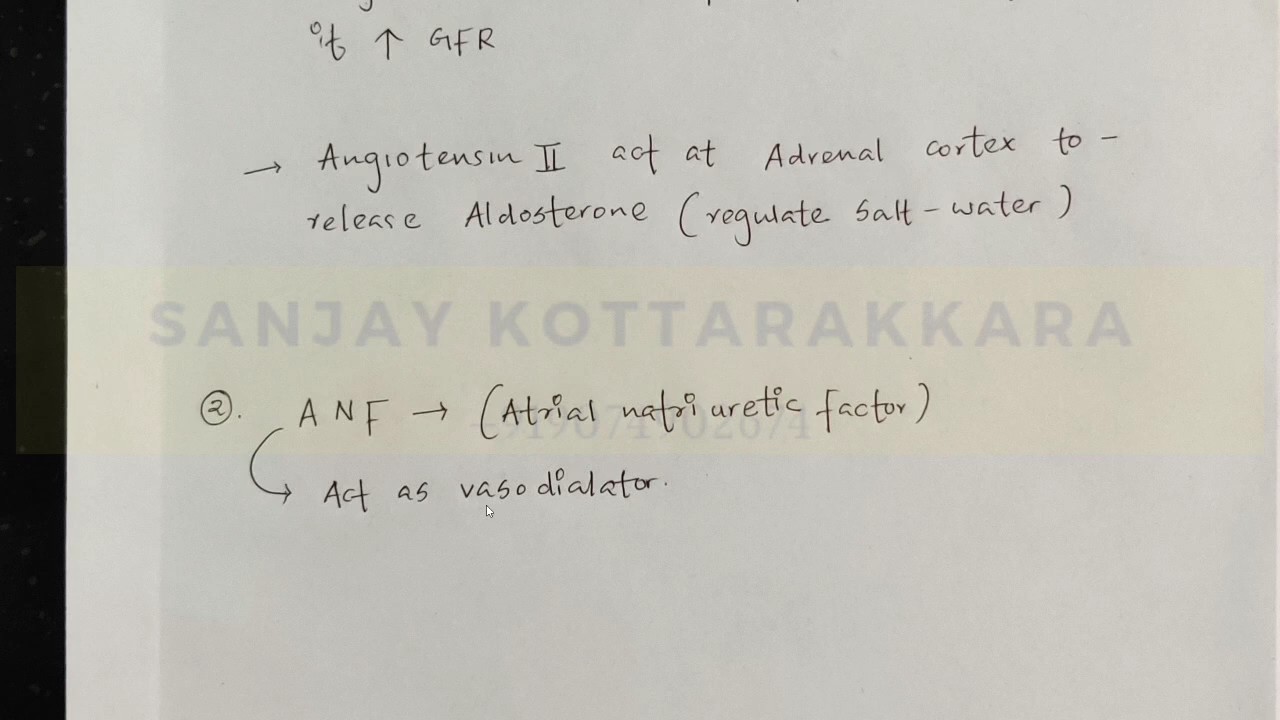 it ↑ GFR
→ Angiotensin II act at Adrenal cortex to -
release Aldosterone (regulate Salt - water)
SANJAY KOTTARAKKARA
②. ANF → (Atrial natriuretic factor)
→ Act as vasodialator.